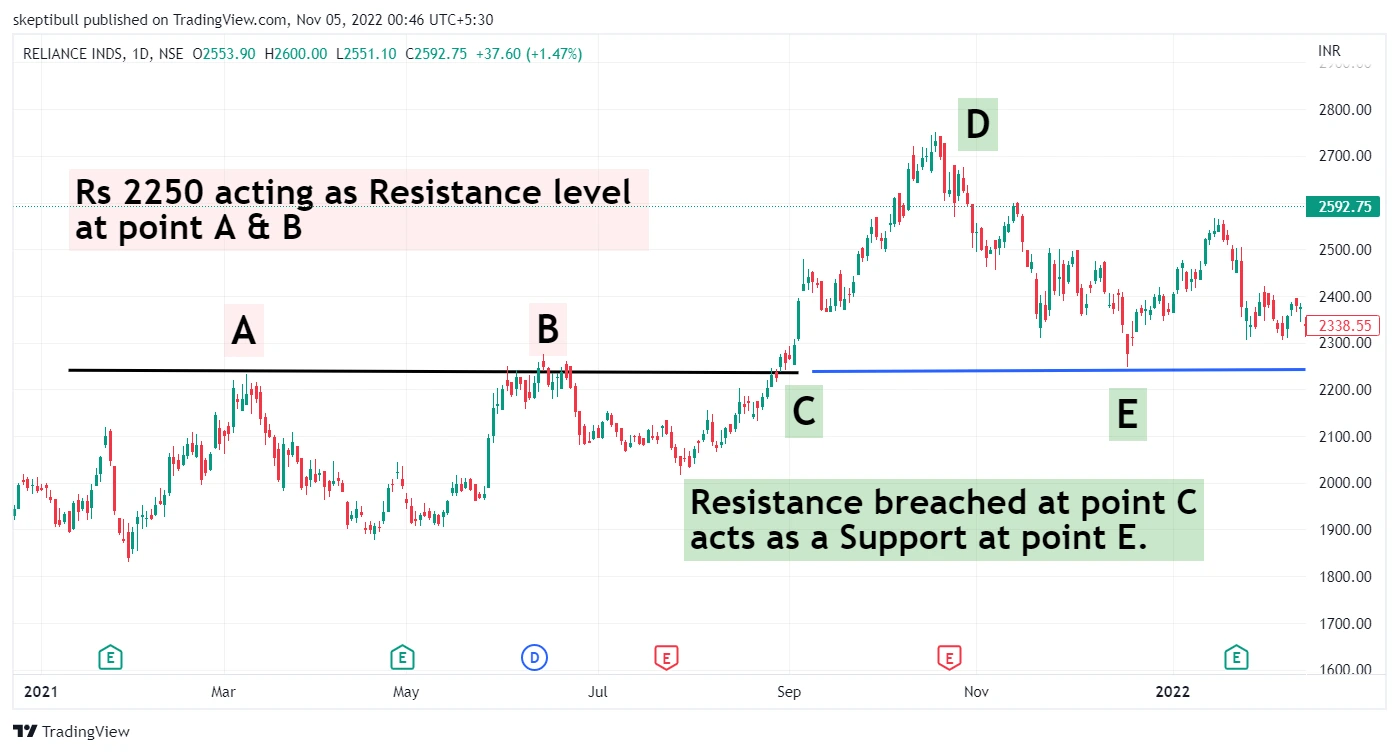 skeptibull published on TradingView.com, Nov 05, 2022 00:46 UTC+5:30
RELIANCE INDS, 1D, NSE O2553.90 H2600.00 L2551.10 C2592.75 +37.60 (+1.47%)
INR
2900.00
2800.00
D
2700.00
Rs 2250 acting as Resistance level
at point A & B
2592.75
2500.00
2400.00
A
B
2338.55
2300.00
2200.00
C
E
2100.00
2000.00
Resistance breached at point C
acts as a Support at point E.
1900.00
1800.00
1700.00
E
E
D
E
E
E
1600.00
2021 Mar May Jul Sep Nov 2022
TradingView